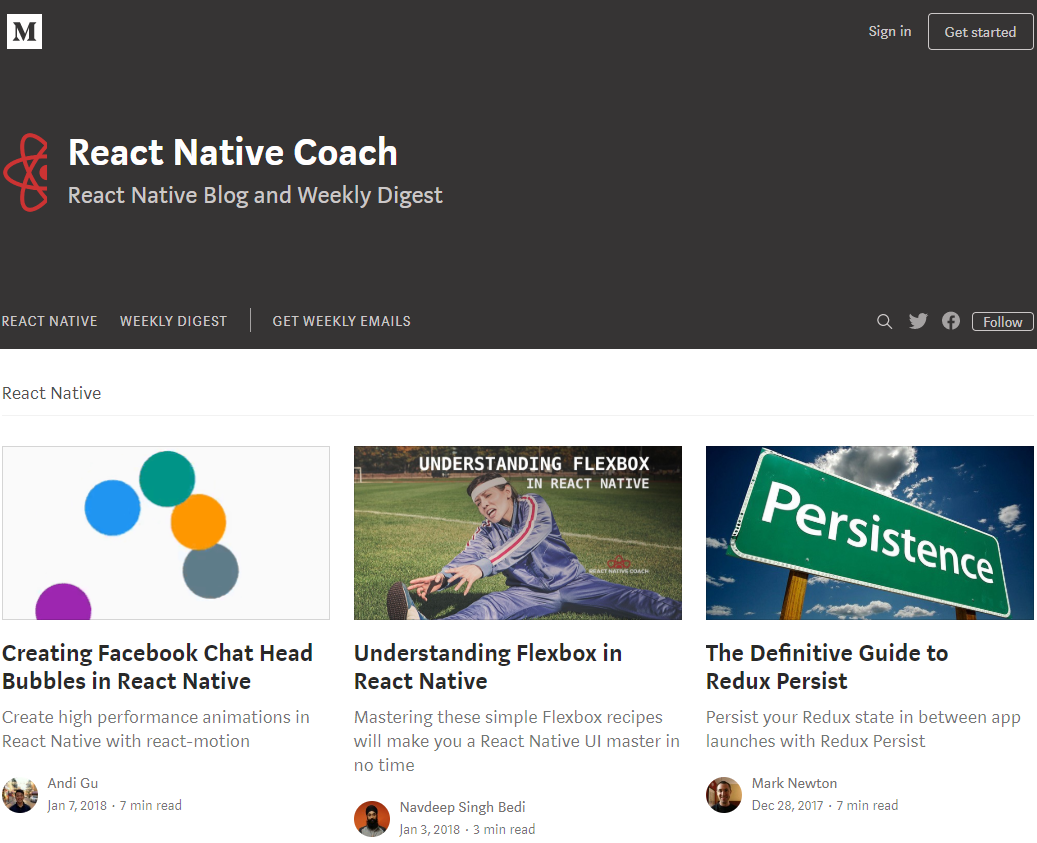 M
Sign in
Get started
React Native Coach
React Native Blog and Weekly Digest
REACT NATIVE
WEEKLY DIGEST
GET WEEKLY EMAILS
Follow
React Native
UNDERSTANDING FLEXBOX
IN REACT NATIVE
REACT NATIVE COACH
Persistence
Creating Facebook Chat Head
Bubbles in React Native
Create high performance animations in
React Native with react-motion
Andi Gu
Jan 7, 2018 · 7 min read
Understanding Flexbox in
React Native
Mastering these simple Flexbox recipes
will make you a React Native UI master in
no time
Navdeep Singh Bedi
Jan 3, 2018 · 3 min read
The Definitive Guide to
Redux Persist
Persist your Redux state in between app
launches with Redux Persist
Mark Newton
Dec 28, 2017 · 7 min read